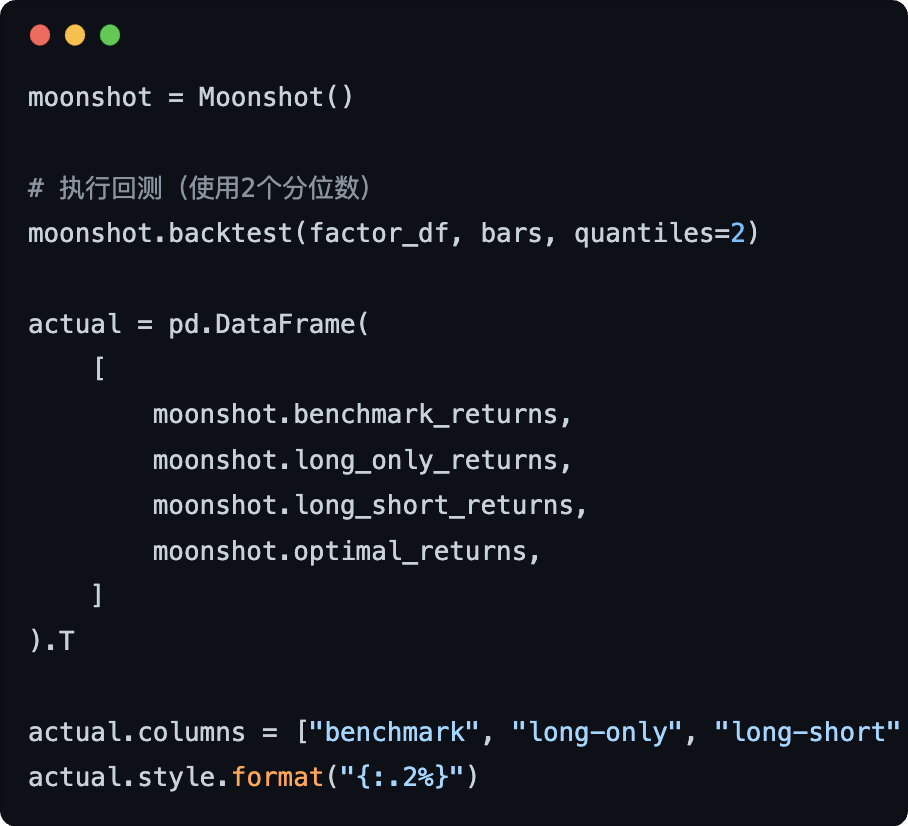 moonshot = Moonshot()
# 执行回测（使用2个分位数）
moonshot.backtest(factor_df, bars, quantiles=2)
actual = pd.DataFrame(
    [
        moonshot.benchmark_returns,
        moonshot.long_only_returns,
        moonshot.long_short_returns,
        moonshot.optimal_returns,
    ]
).T
actual.columns = ["benchmark", "long-only", "long-short"
actual.style.format("{:.2%}")